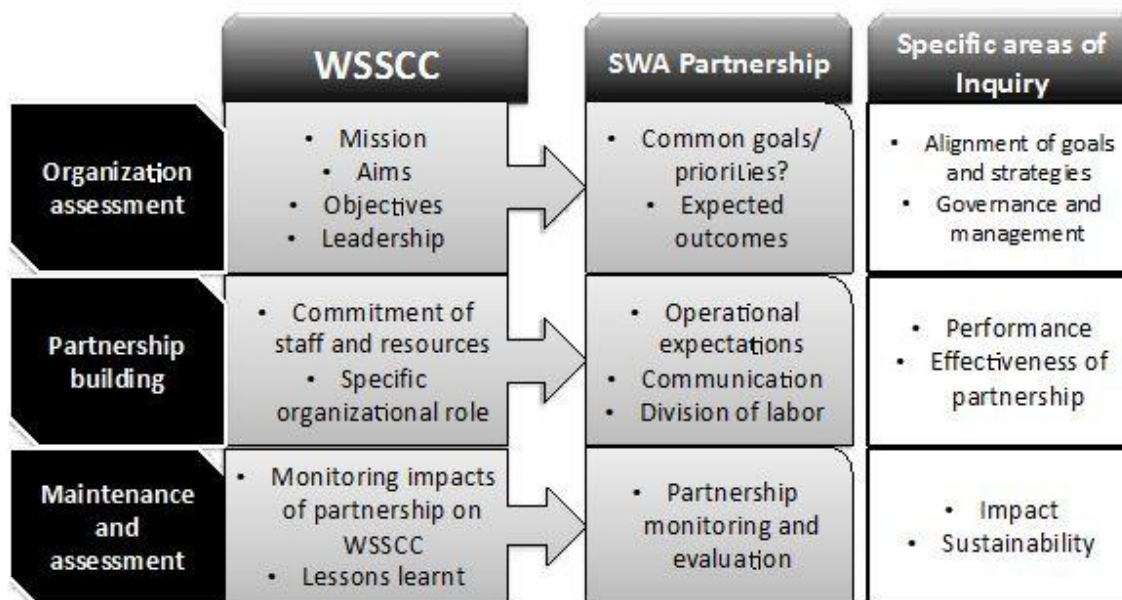 WSSCC
SWA Partnership
Specific areas of
Inquiry
Organization
assessment
• Mission
• Aims
• Objectives
• Leadership
• Common goals/
priorities?
• Expected
outcomes
• Alignment of goals
and strategies
• Governance and
management
Partnership
building
• Commitment of
staff and resources
• Specific
organizational role
• Operational
expectations
• Communication
• Division of labor
• Performance
• Effectiveness of
partnership
Maintenance
and
assessment
• Monitoring impacts
of partnership on
WSSCC
• Lessons learnt
• Partnership
monitoring and
evaluation
• Impact
• Sustainability